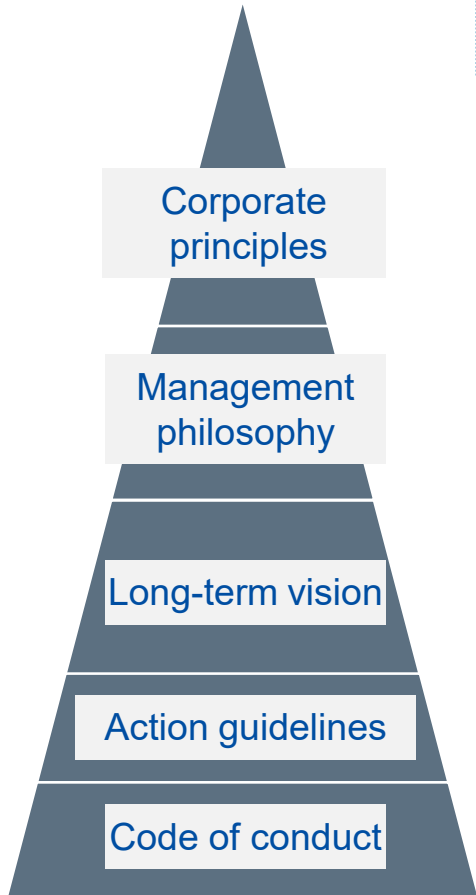 Corporate
principles
Management
philosophy
Long-term vision
Action guidelines
Code of conduct